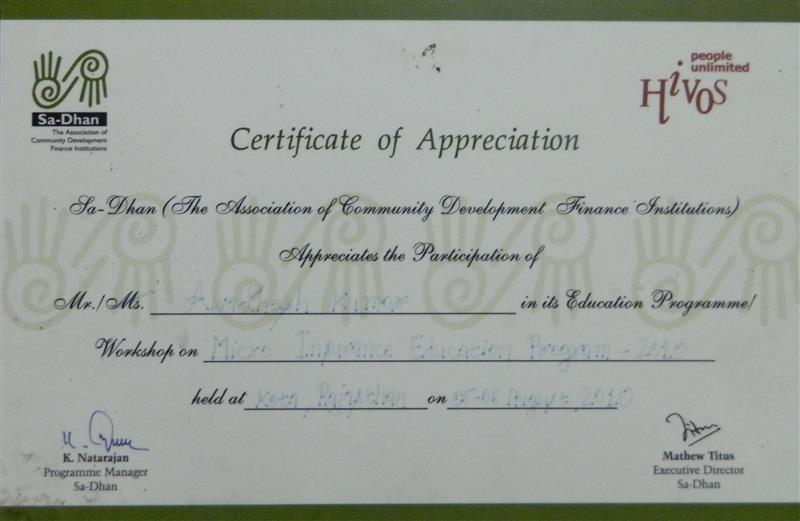 Sa-Dhan
The Association of
Community Development
Finance Institutions
people
unlimited
Hivos
Certificate of Appreciation
Sa-Dhan (The Association of Community Development Finance Institutions)
Appreciates the Participation of
Mr./Ms. Kumar in its Education Programme/
Workshop on Micro Insurance Education Program - 2010
held at Kota, Rajasthan on 05-06 August, 2010
K. Natarajan
Programme Manager
Sa-Dhan
Mathew Titus
Executive Director
Sa-Dhan